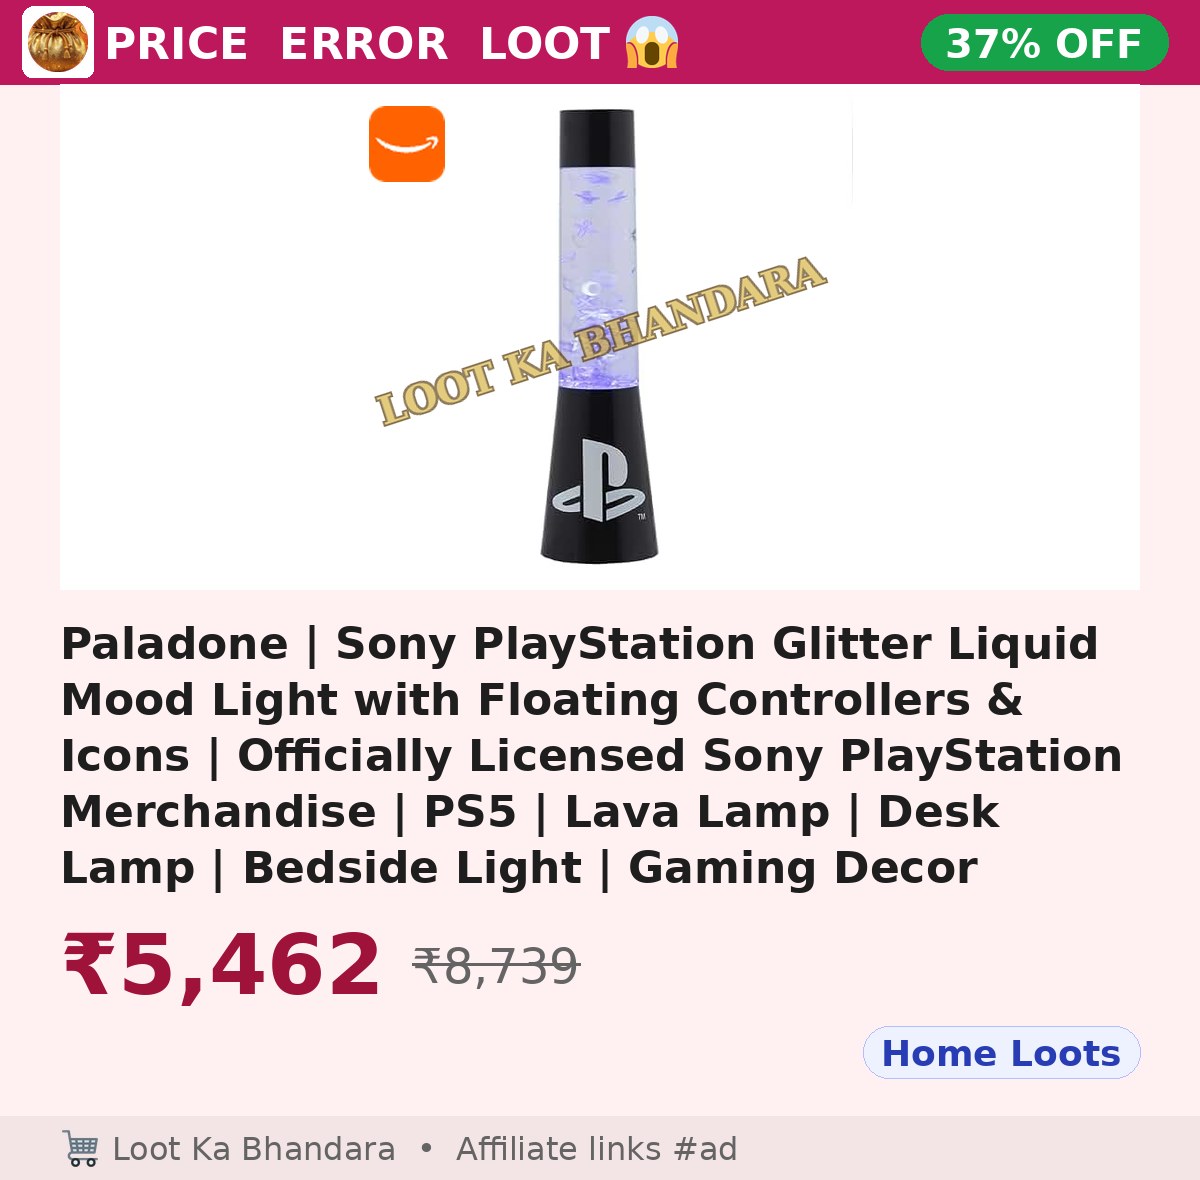 PRICE ERROR LOOT 😱
37% OFF
LOOT KA BHANDARA
TM
Paladone | Sony PlayStation Glitter Liquid
Mood Light with Floating Controllers &
Icons | Officially Licensed Sony PlayStation
Merchandise | PS5 | Lava Lamp | Desk
Lamp | Bedside Light | Gaming Decor
₹5,462 ₹8,739
Home Loots
Loot Ka Bhandara • Affiliate links #ad